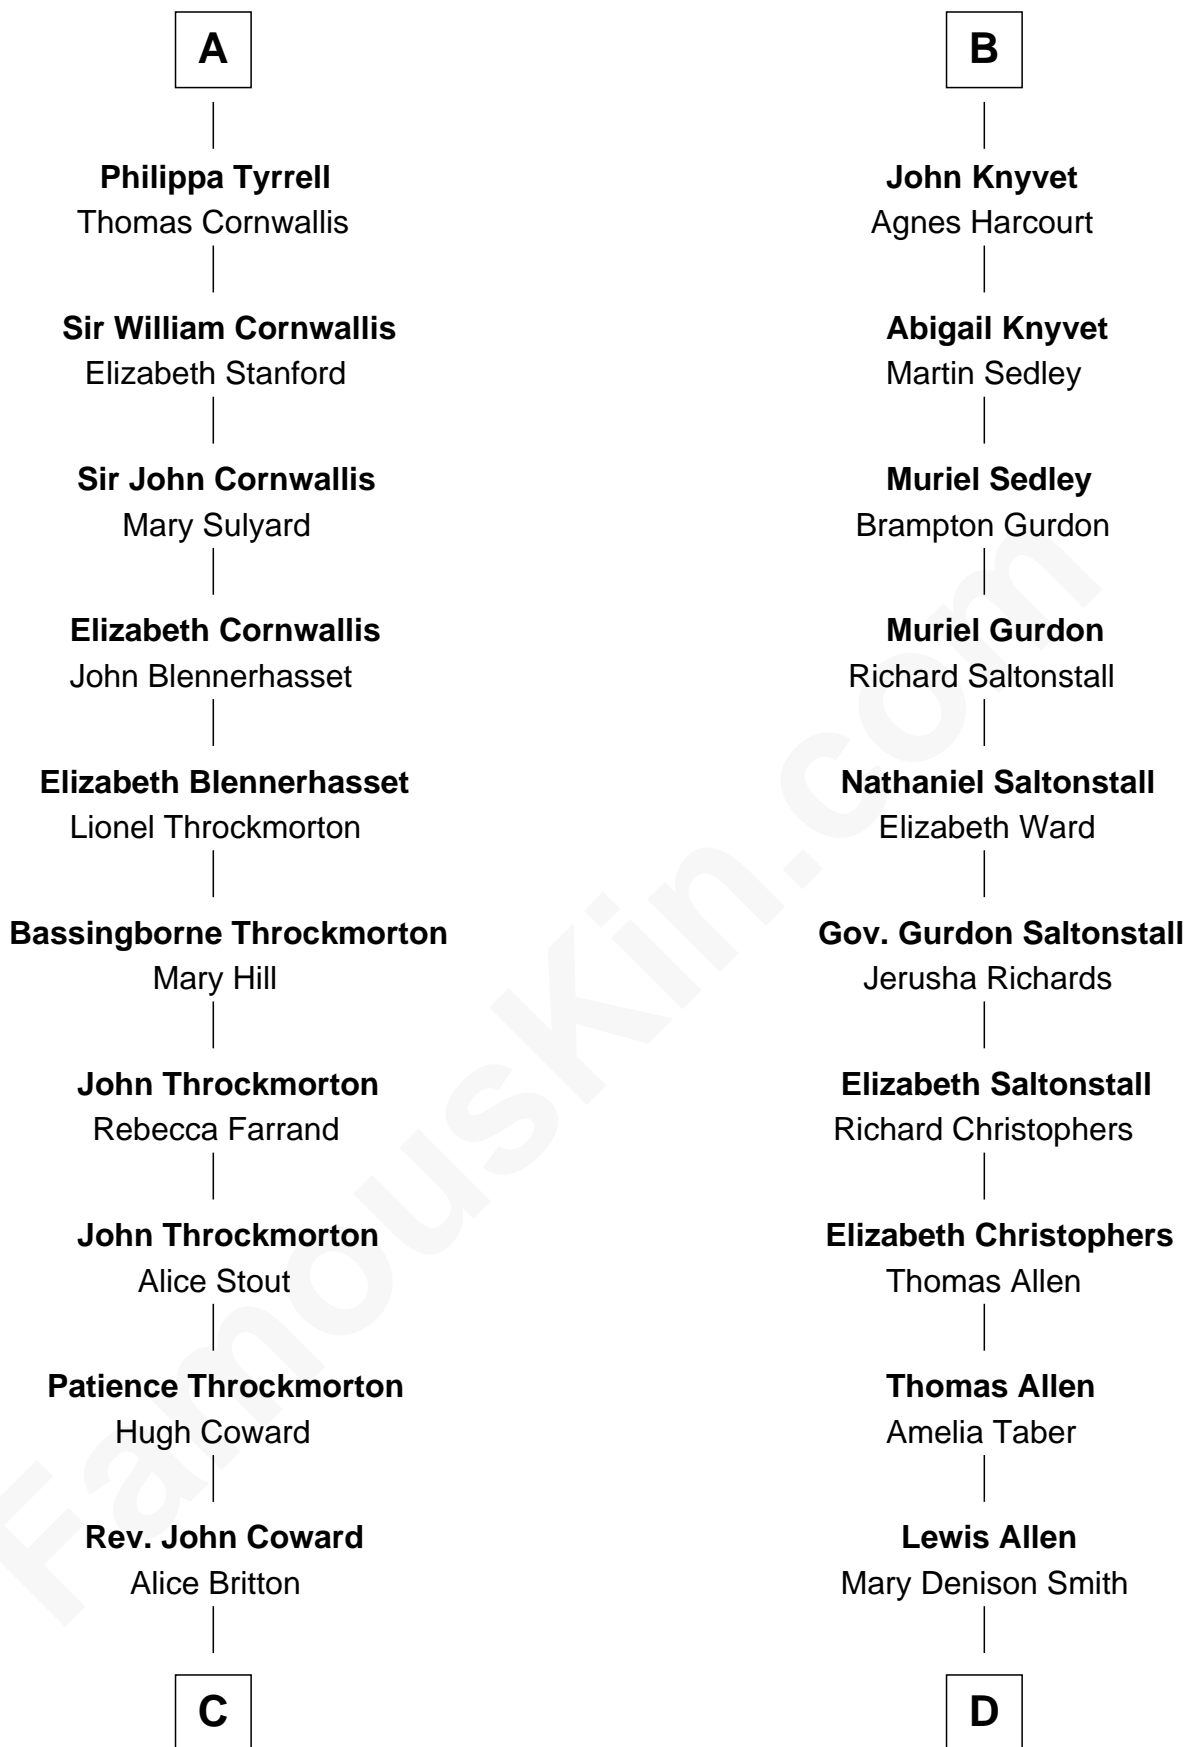 A
Philippa Tyrrell
Thomas Cornwallis
Sir William Cornwallis
Elizabeth Stanford
Sir John Cornwallis
Mary Sulyard
Elizabeth Cornwallis
John Blennerhasset
Elizabeth Blennerhasset
Lionel Throckmorton
Bassingborne Throckmorton
Mary Hill
John Throckmorton
Rebecca Farrand
John Throckmorton
Alice Stout
Patience Throckmorton
Hugh Coward
Rev. John Coward
Alice Britton
C
B
John Knyvet
Agnes Harcourt
Abigail Knyvet
Martin Sedley
Muriel Sedley
Brampton Gurdon
Muriel Gurdon
Richard Saltonstall
Nathaniel Saltonstall
Elizabeth Ward
Gov. Gurdon Saltonstall
Jerusha Richards
Elizabeth Saltonstall
Richard Christophers
Elizabeth Christophers
Thomas Allen
Thomas Allen
Amelia Taber
Lewis Allen
Mary Denison Smith
D
FamousKin.com